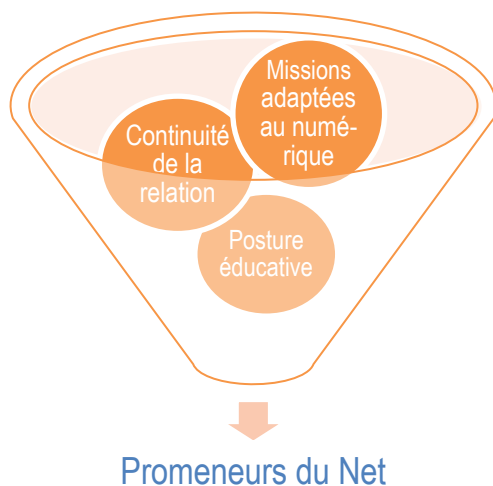 Missions
adaptées
au numé-
rique
Continuité
de la
relation
Posture
éducative
Promeneurs du Net